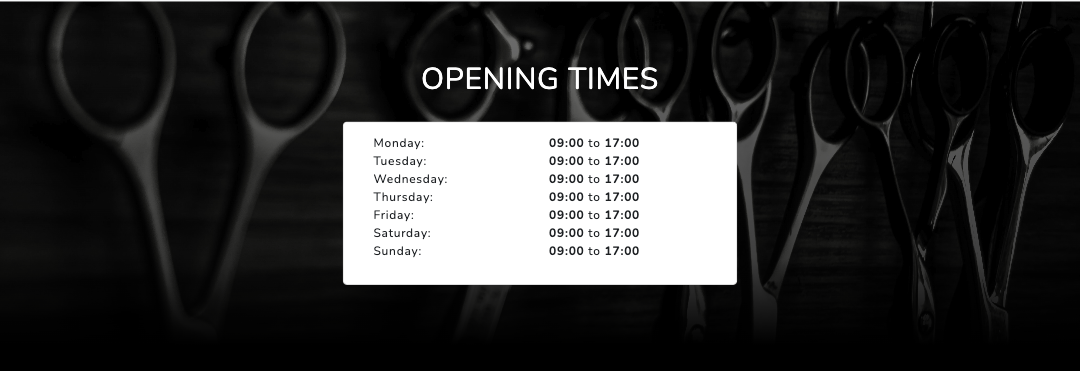 OPENING TIMES
Monday: 09:00 to 17:00
Tuesday: 09:00 to 17:00
Wednesday: 09:00 to 17:00
Thursday: 09:00 to 17:00
Friday: 09:00 to 17:00
Saturday: 09:00 to 17:00
Sunday: 09:00 to 17:00